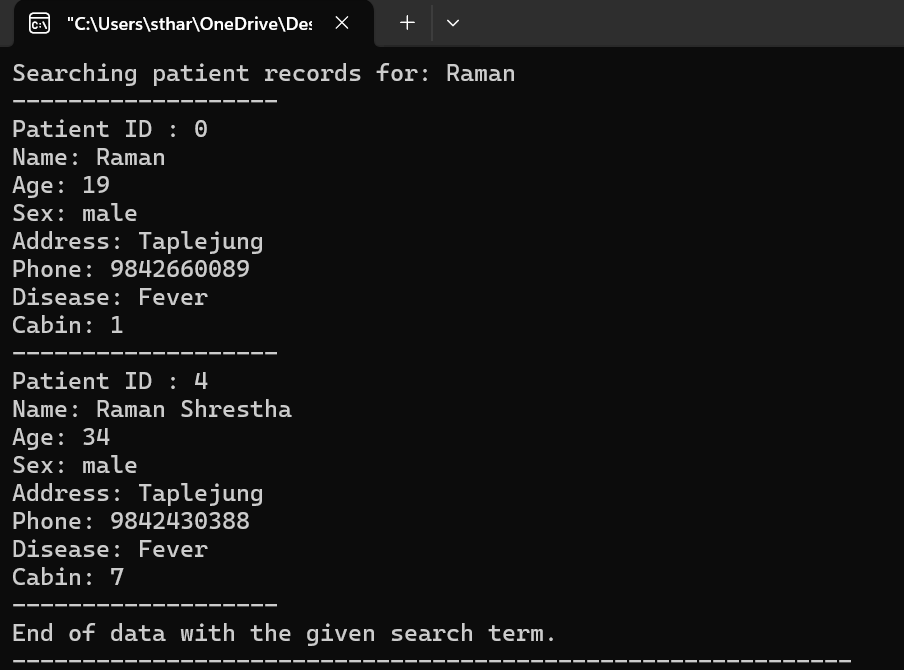 "C:\Users\sthar\OneDrive\Des
Searching patient records for: Raman
-------------------
Patient ID : 0
Name: Raman
Age: 19
Sex: male
Address: Taplejung
Phone: 9842660089
Disease: Fever
Cabin: 1
-------------------
Patient ID : 4
Name: Raman Shrestha
Age: 34
Sex: male
Address: Taplejung
Phone: 9842430388
Disease: Fever
Cabin: 7
-------------------
End of data with the given search term.
------------------------------------------------------------